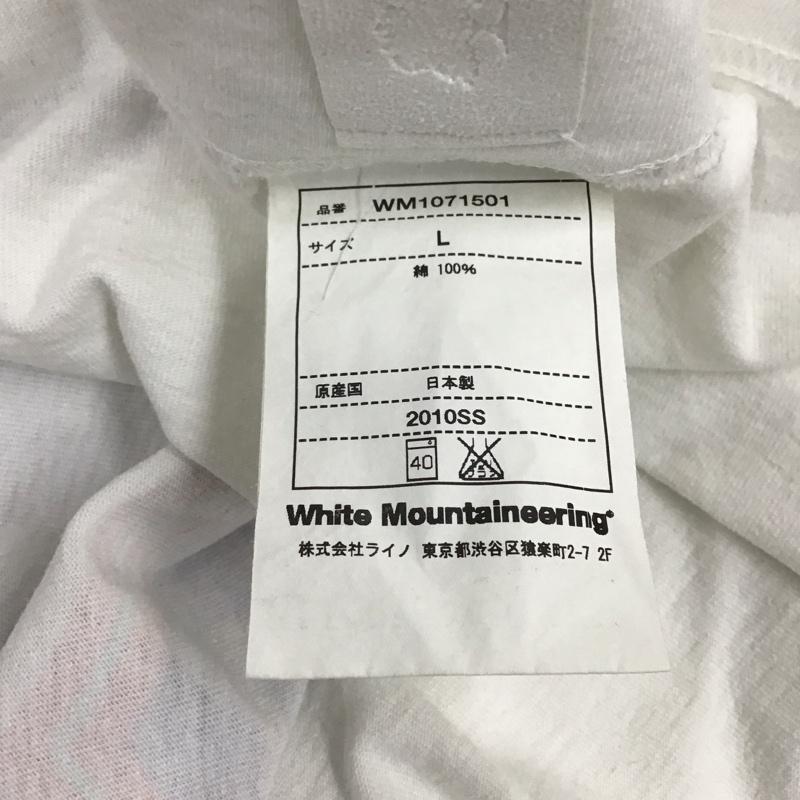 品番 WM1071501
サイズ L
綿 100%
原産国 日本製
2010SS
40
White Mountaineering
株式会社ライノ 東京都渋谷区猿楽町2-7 2F